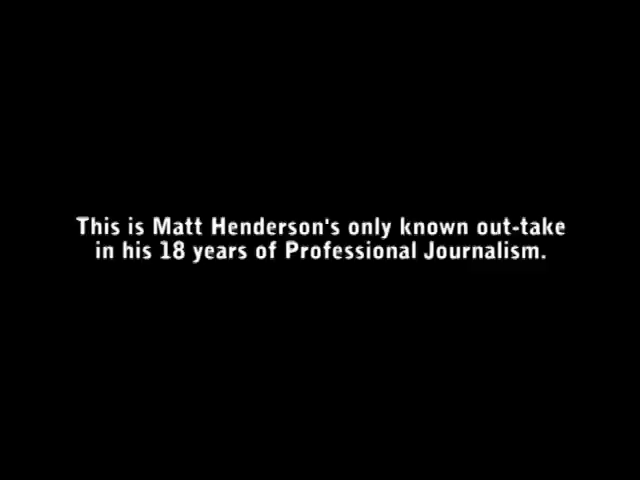 This is Matt Henderson's only known out-take
in his 18 years of Professional Journalism.